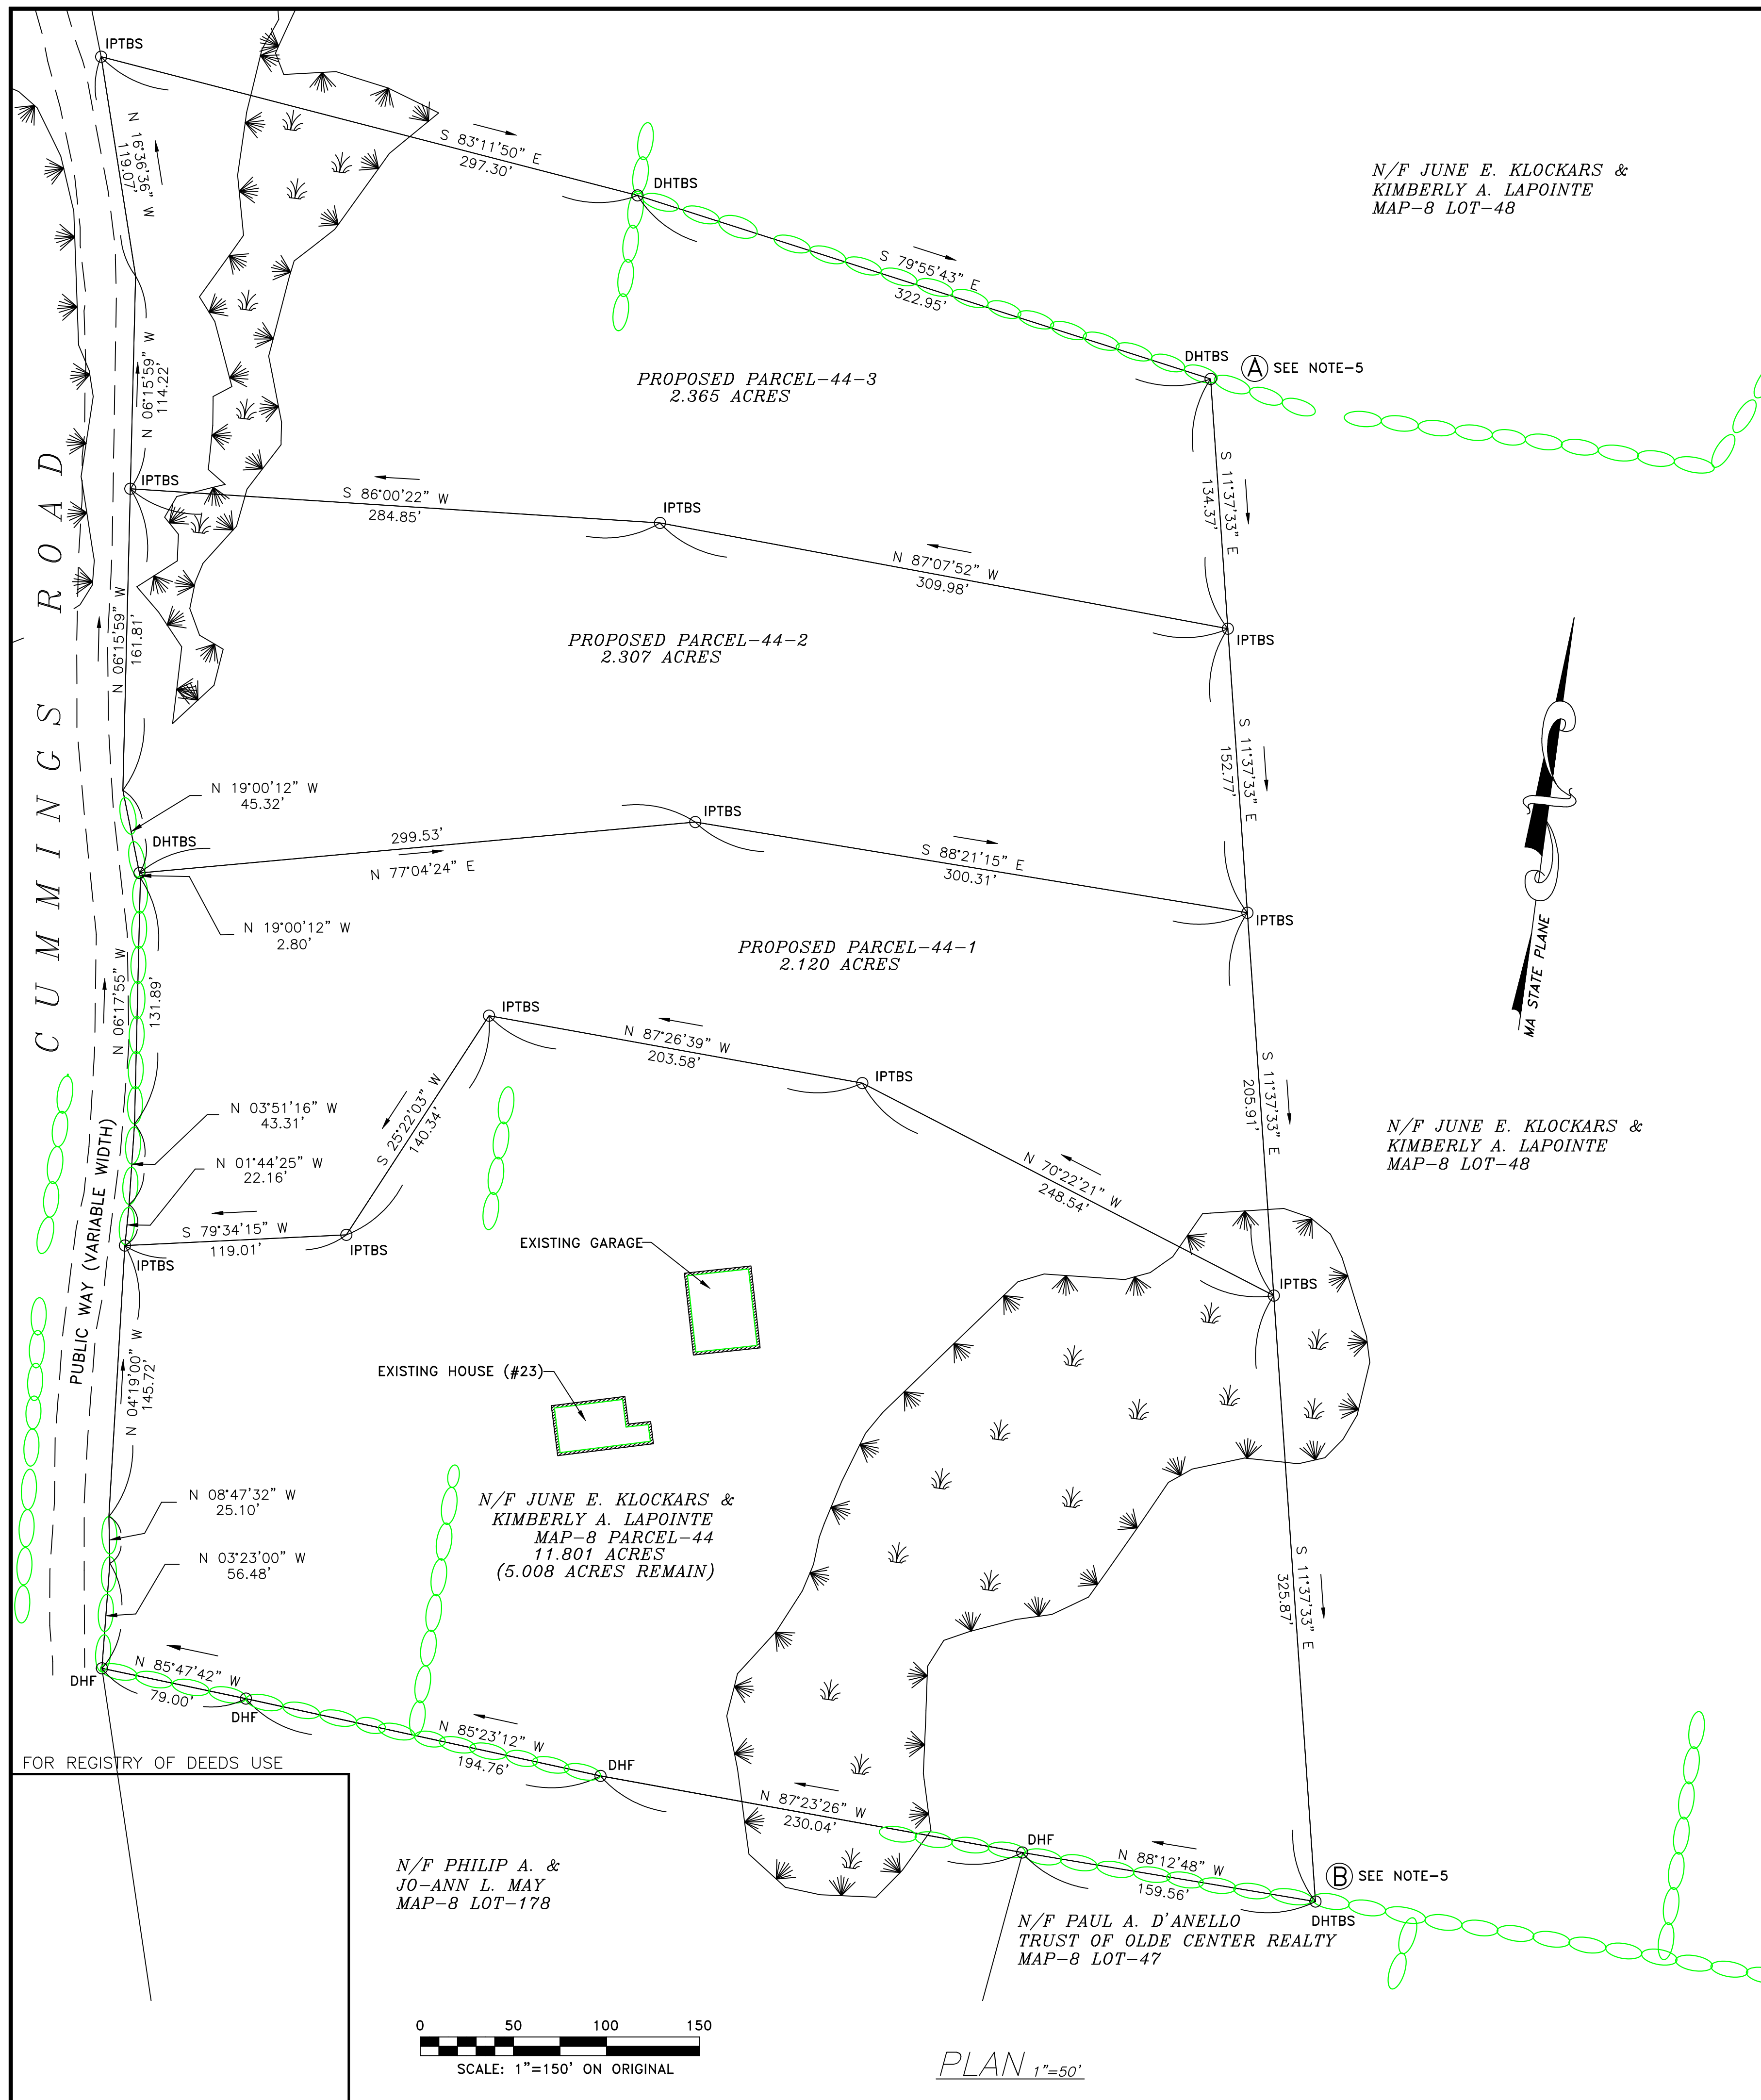 IPTBS
N 16°36'36" W
119.07'
S 83°11'50" E
297.30'
DHTBS
N/F JUNE E. KLOCKARS &
KIMBERLY A. LAPOINTE
MAP-8 LOT-48
S 79°55'43" E
322.95'
DHTBS
A SEE NOTE-5
N 06°15'59" W
114.22'
PROPOSED PARCEL-44-3
2.365 ACRES
IPTBS
S 86°00'22" W
284.85'
IPTBS
S 11°37'33" E
134.37'
N 87°07'52" W
309.98'
IPTBS
CUMMINGS ROAD
N 06°15'59" W
161.81'
PROPOSED PARCEL-44-2
2.307 ACRES
S 11°37'33" E
152.77'
N 19°00'12" W
45.32'
DHTBS
299.53'
N 77°04'24" E
IPTBS
S 88°21'15" E
300.31'
IPTBS
N 19°00'12" W
2.80'
MA STATE PLANE
PROPOSED PARCEL-44-1
2.120 ACRES
N 06°17'55" W
131.89'
IPTBS
N 87°26'39" W
203.58'
IPTBS
S 11°37'33" E
205.91'
S 25°22'03" W
140.34'
N 03°51'16" W
43.31'
N 01°44'25" W
22.16'
N/F JUNE E. KLOCKARS &
KIMBERLY A. LAPOINTE
MAP-8 LOT-48
N 70°22'21" W
248.54'
PUBLIC WAY (VARIABLE WIDTH)
S 79°34'15" W
119.01'
IPTBS
IPTBS
EXISTING GARAGE
IPTBS
N 04°19'00" W
145.72'
EXISTING HOUSE (#23)
N 08°47'32" W
25.10'
N/F JUNE E. KLOCKARS &
KIMBERLY A. LAPOINTE
MAP-8 PARCEL-44
11.801 ACRES
(5.008 ACRES REMAIN)
N 03°23'00" W
56.48'
S 11°37'33" E
325.87'
DHF
N 85°47'42" W
79.00'
DHF
N 85°23'12" W
194.76'
DHF
FOR REGISTRY OF DEEDS USE
N 87°23'26" W
230.04'
DHF
N 88°12'48" W
159.56'
B SEE NOTE-5
DHTBS
N/F PHILIP A. &
JO-ANN L. MAY
MAP-8 LOT-178
N/F PAUL A. D'ANELLO
TRUST OF OLDE CENTER REALTY
MAP-8 LOT-47
0 50 100 150
SCALE: 1"=150' ON ORIGINAL
PLAN 1"=50'